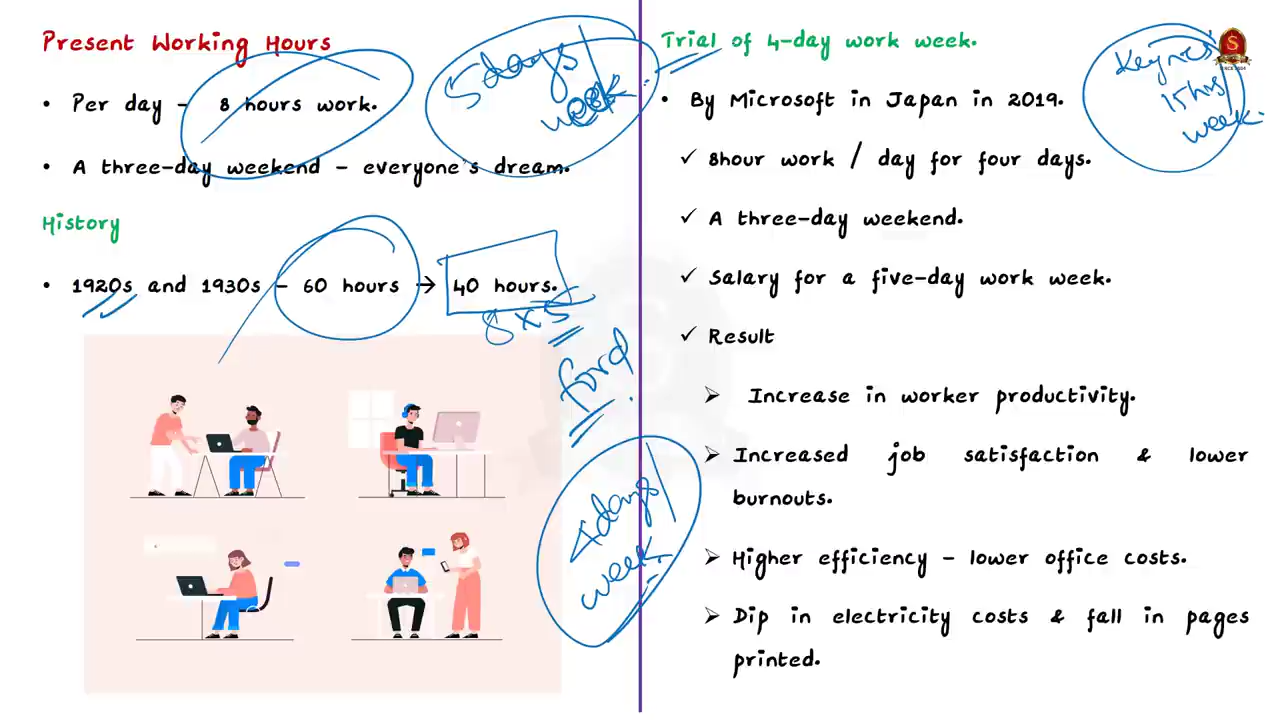 Present Working Hours
• Per day – 8 hours work.
5 days/
week
• A three-day weekend – everyone's dream.
History
• 1920s and 1930s – 60 hours → 40 hours.
8 x 5
ford
4 days/
week
Trial of 4-day work week.
Keynes
15 hrs/
week
S
SINCE 2004
• By Microsoft in Japan in 2019.
✓ 8hour work / day for four days.
✓ A three-day weekend.
✓ Salary for a five-day work week.
✓ Result
➢ Increase in worker productivity.
➢ Increased job satisfaction & lower
burnouts.
➢ Higher efficiency – lower office costs.
➢ Dip in electricity costs & fall in pages
printed.